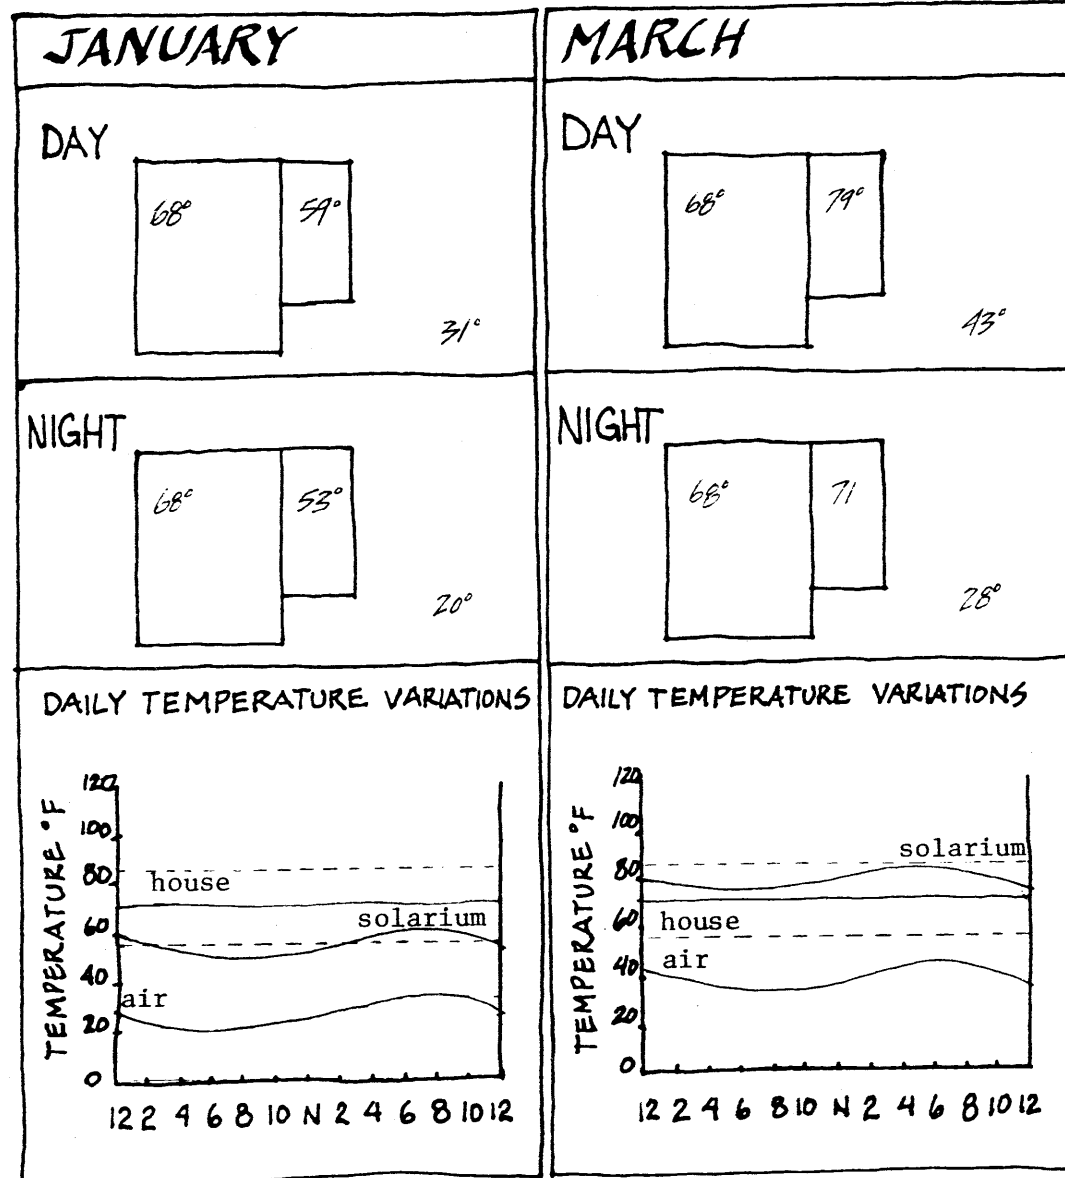 JANUARY
DAY
68°
59°
31°
NIGHT
68°
53°
20°
DAILY TEMPERATURE VARIATIONS
TEMPERATURE °F
120
100
80
60
40
20
0
house
solarium
air
12 2 4 6 8 10 N 2 4 6 8 10 12
MARCH
DAY
68°
79°
43°
NIGHT
68°
71
28°
DAILY TEMPERATURE VARIATIONS
TEMPERATURE °F
120
100
80
60
40
20
0
solarium
house
air
12 2 4 6 8 10 N 2 4 6 8 10 12